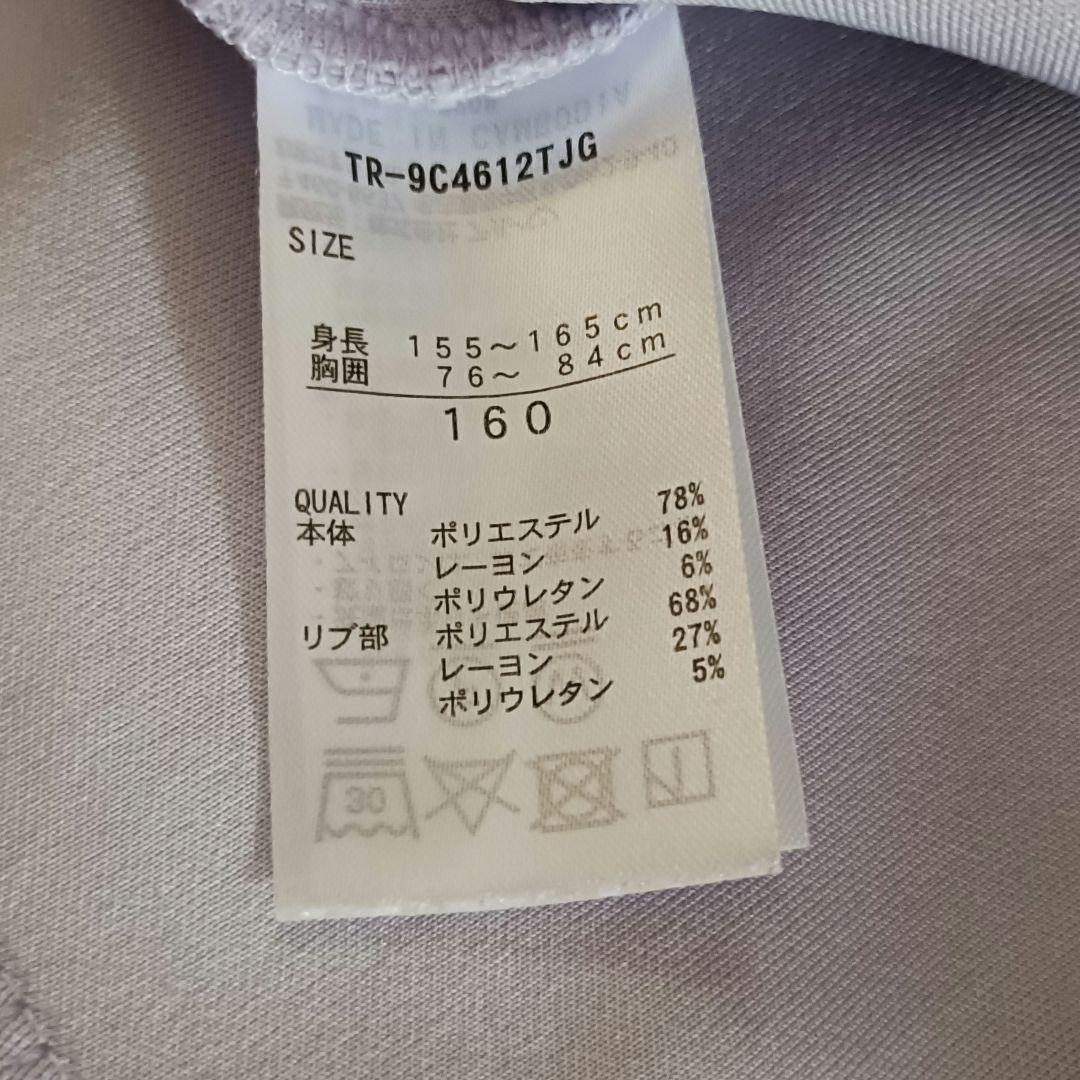 MADE IN CAMBODIA
TR-9C4612TJG
SIZE
身長 155～165cm
胸囲 76～ 84cm
160
QUALITY
本体 ポリエステル 78%
レーヨン 16%
ポリウレタン 6%
リブ部 ポリエステル 68%
レーヨン 27%
ポリウレタン 5%
30